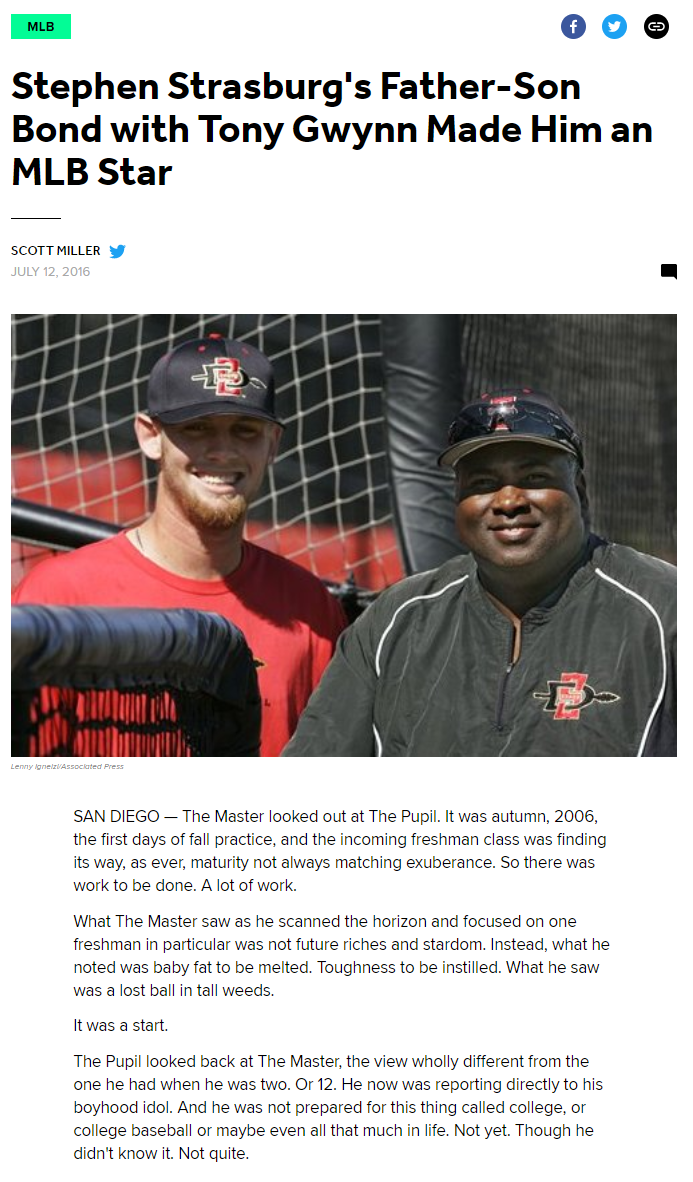 MLB
Stephen Strasburg's Father-Son
Bond with Tony Gwynn Made Him an
MLB Star
SCOTT MILLER
JULY 12, 2016
SD
SD
Lenny Ignelzi/Associated Press
SAN DIEGO — The Master looked out at The Pupil. It was autumn, 2006,
the first days of fall practice, and the incoming freshman class was finding
its way, as ever, maturity not always matching exuberance. So there was
work to be done. A lot of work.
What The Master saw as he scanned the horizon and focused on one
freshman in particular was not future riches and stardom. Instead, what he
noted was baby fat to be melted. Toughness to be instilled. What he saw
was a lost ball in tall weeds.
It was a start.
The Pupil looked back at The Master, the view wholly different from the
one he had when he was two. Or 12. He now was reporting directly to his
boyhood idol. And he was not prepared for this thing called college, or
college baseball or maybe even all that much in life. Not yet. Though he
didn't know it. Not quite.